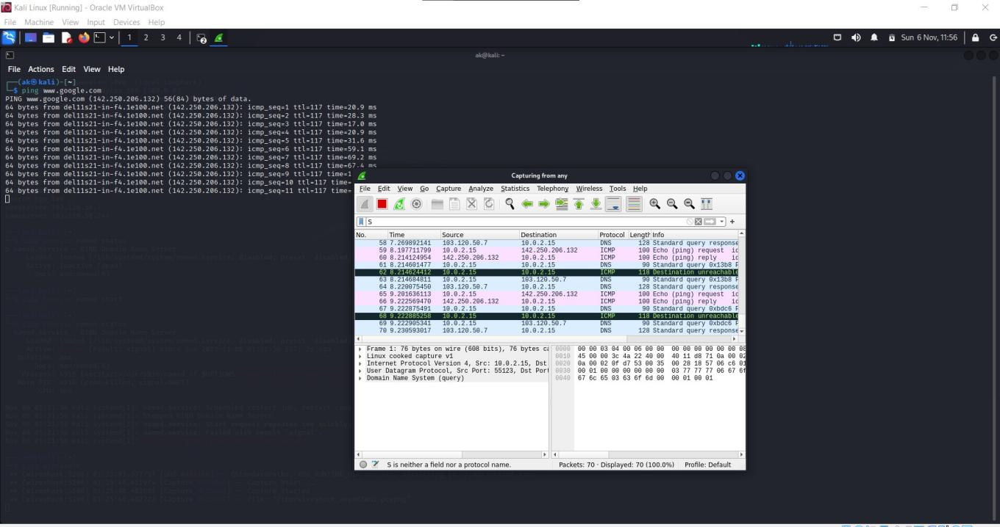 Kali Linux [Running] - Oracle VM VirtualBox
File Machine View Input Devices Help
1 2 3 4
Sun 6 Nov, 11:56
ak@kali: ~
File Actions Edit View Help
┌──(ak㉿kali)-[~]
└─$ ping www.google.com
PING www.google.com (142.250.206.132) 56(84) bytes of data.
64 bytes from del11s21-in-f4.1e100.net (142.250.206.132): icmp_seq=1 ttl=117 time=20.9 ms
64 bytes from del11s21-in-f4.1e100.net (142.250.206.132): icmp_seq=2 ttl=117 time=28.3 ms
64 bytes from del11s21-in-f4.1e100.net (142.250.206.132): icmp_seq=3 ttl=117 time=17.0 ms
64 bytes from del11s21-in-f4.1e100.net (142.250.206.132): icmp_seq=4 ttl=117 time=20.9 ms
64 bytes from del11s21-in-f4.1e100.net (142.250.206.132): icmp_seq=5 ttl=117 time=31.6 ms
64 bytes from del11s21-in-f4.1e100.net (142.250.206.132): icmp_seq=6 ttl=117 time=59.1 ms
64 bytes from del11s21-in-f4.1e100.net (142.250.206.132): icmp_seq=7 ttl=117 time=69.2 ms
64 bytes from del11s21-in-f4.1e100.net (142.250.206.132): icmp_seq=8 ttl=117 time=67.4 ms
64 bytes from del11s21-in-f4.1e100.net (142.250.206.132): icmp_seq=9 ttl=117 time=1
64 bytes from del11s21-in-f4.1e100.net (142.250.206.132): icmp_seq=10 ttl=117 time=
64 bytes from del11s21-in-f4.1e100.net (142.250.206.132): icmp_seq=11 ttl=117 time=
Capturing from any
File Edit View Go Capture Analyze Statistics Telephony Wireless Tools Help
S
No. Time Source Destination Protocol Length Info
58 7.269892141 103.120.50.7 10.0.2.15 DNS 128 Standard query response
59 8.197711799 10.0.2.15 142.250.206.132 ICMP 100 Echo (ping) request id
60 8.214124954 142.250.206.132 10.0.2.15 ICMP 100 Echo (ping) reply id
61 8.214601477 10.0.2.15 10.0.2.15 DNS 90 Standard query 0x13b8 P
62 8.214624412 10.0.2.15 10.0.2.15 ICMP 118 Destination unreachable
63 8.214684811 10.0.2.15 103.120.50.7 DNS 90 Standard query 0x13b8 P
64 8.220075450 103.120.50.7 10.0.2.15 DNS 128 Standard query response
65 9.201636113 10.0.2.15 142.250.206.132 ICMP 100 Echo (ping) request id
66 9.222569470 142.250.206.132 10.0.2.15 ICMP 100 Echo (ping) reply id
67 9.222875491 10.0.2.15 10.0.2.15 DNS 90 Standard query 0xbdc6 P
68 9.222885258 10.0.2.15 10.0.2.15 ICMP 118 Destination unreachable
69 9.222905341 10.0.2.15 103.120.50.7 DNS 90 Standard query 0xbdc6 P
70 9.230593017 103.120.50.7 10.0.2.15 DNS 128 Standard query response
Frame 1: 76 bytes on wire (608 bits), 76 bytes ca
Linux cooked capture v1
Internet Protocol Version 4, Src: 10.0.2.15, Dst
User Datagram Protocol, Src Port: 55123, Dst Port
Domain Name System (query)
0000 00 00 03 04 00 06 00 00 00 00 00 00 00 00 08
0010 45 00 00 3c 4a 22 40 00 40 11 d8 71 0a 00 02
0020 0a 00 02 0f d7 53 00 35 00 28 18 57 06 c6 01
0030 00 01 00 00 00 00 00 00 03 77 77 77 06 67 6f
0040 67 6c 65 03 63 6f 6d 00 00 01 00 01
S is neither a field nor a protocol name. Packets: 70 · Displayed: 70 (100.0%) Profile: Default